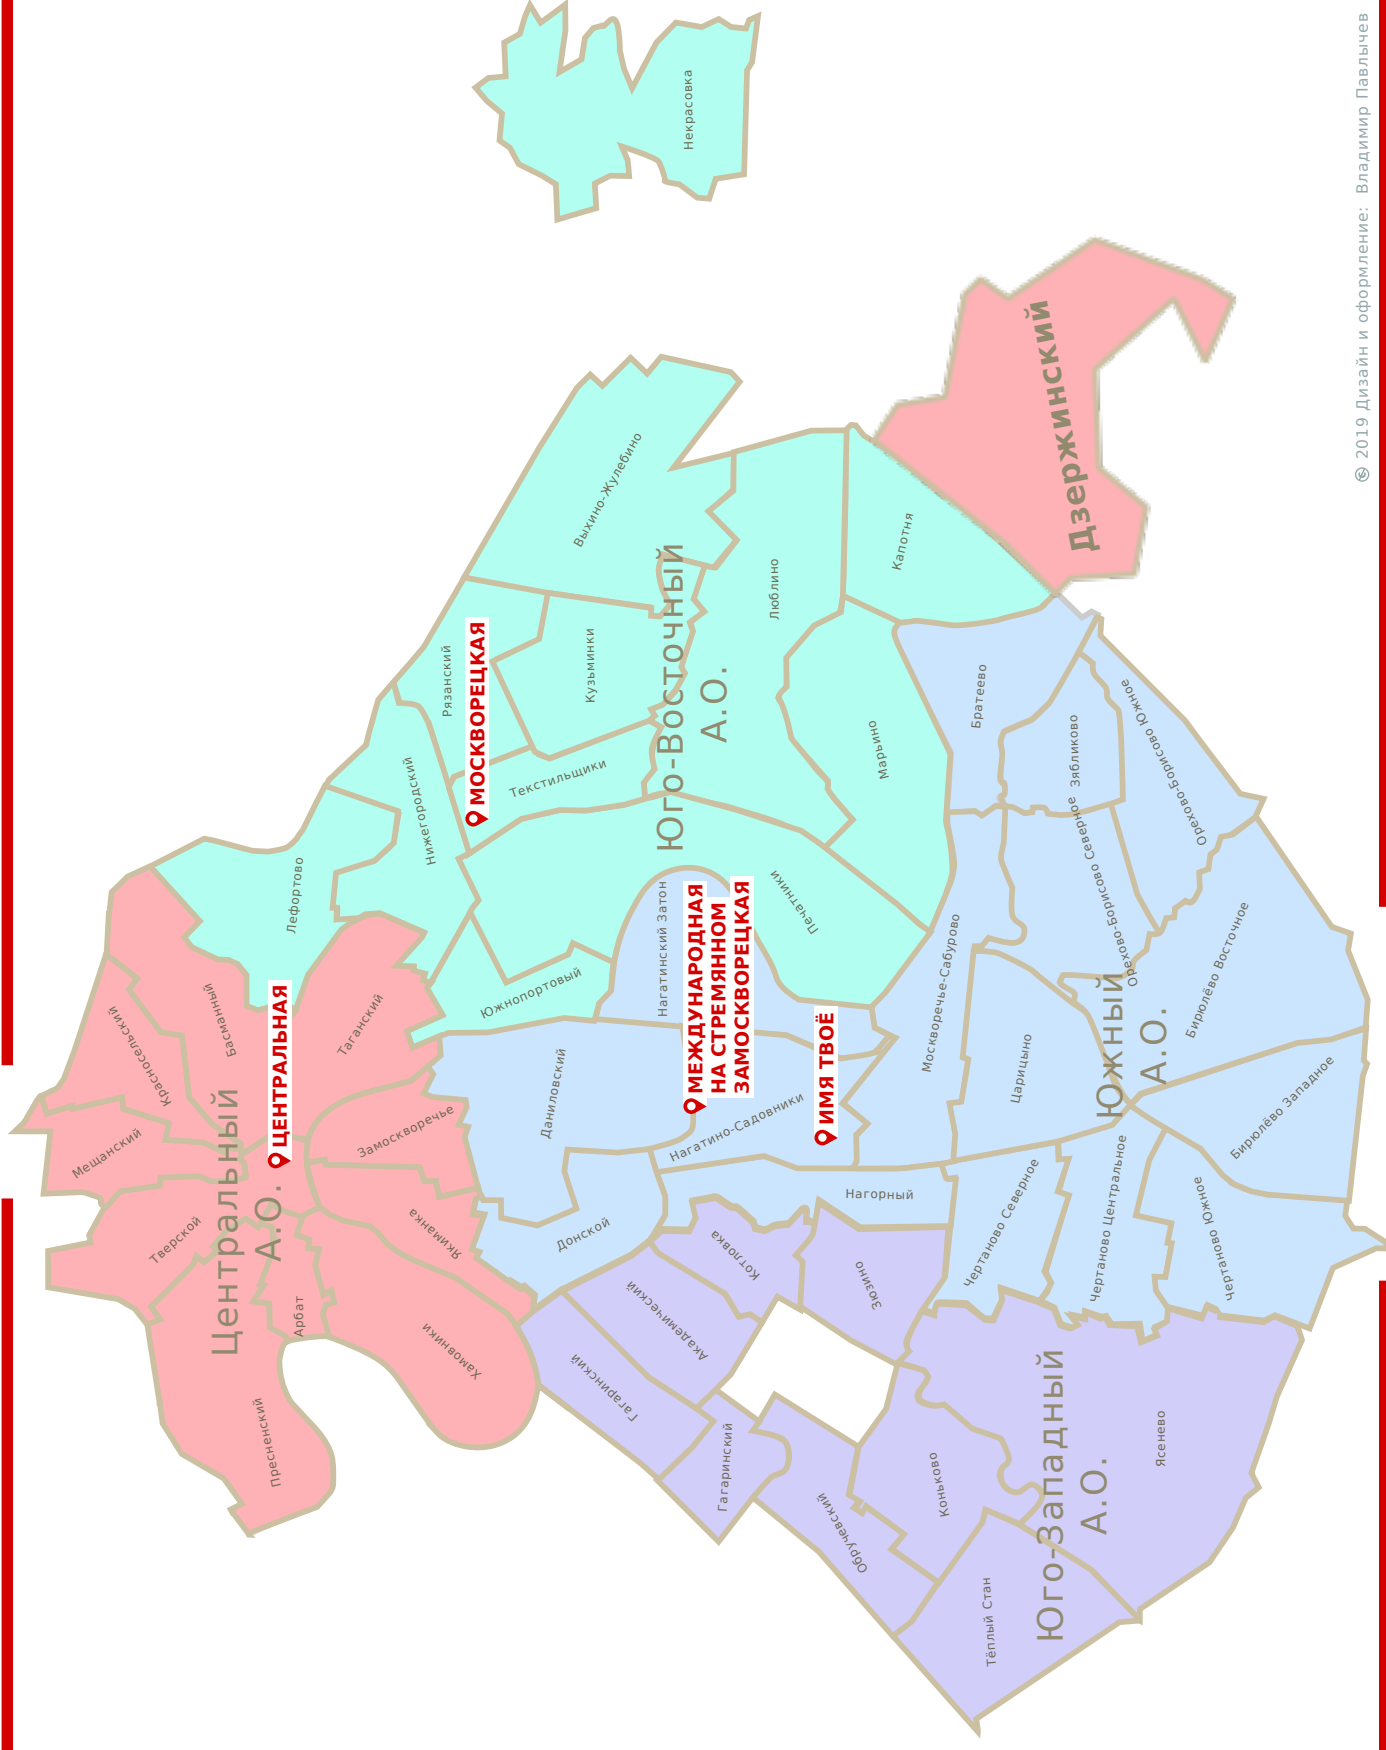 Некрасовка
© 2019 Дизайн и оформление: Владимир Павлычев
Дзержинский
Выхино-Жулебино
Капотня
Люблино
Рязанский
МОСКВОРЕЦКАЯ
Кузьминки
Юго-Восточный
А.О.
Текстильщики
Марьино
Нижегородский
Лефортово
Печатники
Южнопортовый
Нагатинский Затон
МЕЖДУНАРОДНАЯ
НА СТРЕМЯННОМ
ЗАМОСКВОРЕЦКАЯ
ИМЯ ТВОЁ
Братеево
Зябликово
Орехово-Борисово Южное
Орехово-Борисово Северное
Москворечье-Сабурово
Царицыно
Южный
А.О.
Бирюлёво Восточное
Бирюлёво Западное
Чертаново Северное
Чертаново Центральное
Чертаново Южное
Даниловский
Нагатино-Садовники
Нагорный
Донской
Басманный
Красносельский
Мещанский
Таганский
ЦЕНТРАЛЬНАЯ
Центральный
А.О.
Замоскворечье
Якиманка
Тверской
Арбат
Хамовники
Пресненский
Котловка
Академический
Гагаринский
Гагаринский
Зюзино
Обручевский
Коньково
Юго-Западный
А.О.
Ясенево
Тёплый Стан